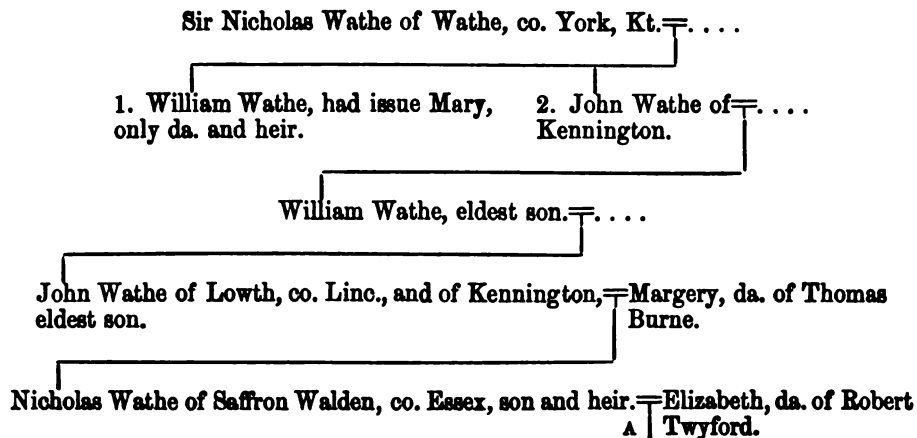 Sir Nicholas Wathe of Wathe, co. York, Kt.=. . . .
1. William Wathe, had issue Mary,
only da. and heir.
2. John Wathe of=. . . .
Kennington.
William Wathe, eldest son.=. . . .
John Wathe of Lowth, co. Linc., and of Kennington,=Margery, da. of Thomas
eldest son.
Burne.
Nicholas Wathe of Saffron Walden, co. Essex, son and heir.=Elizabeth, da. of Robert
A
Twyford.